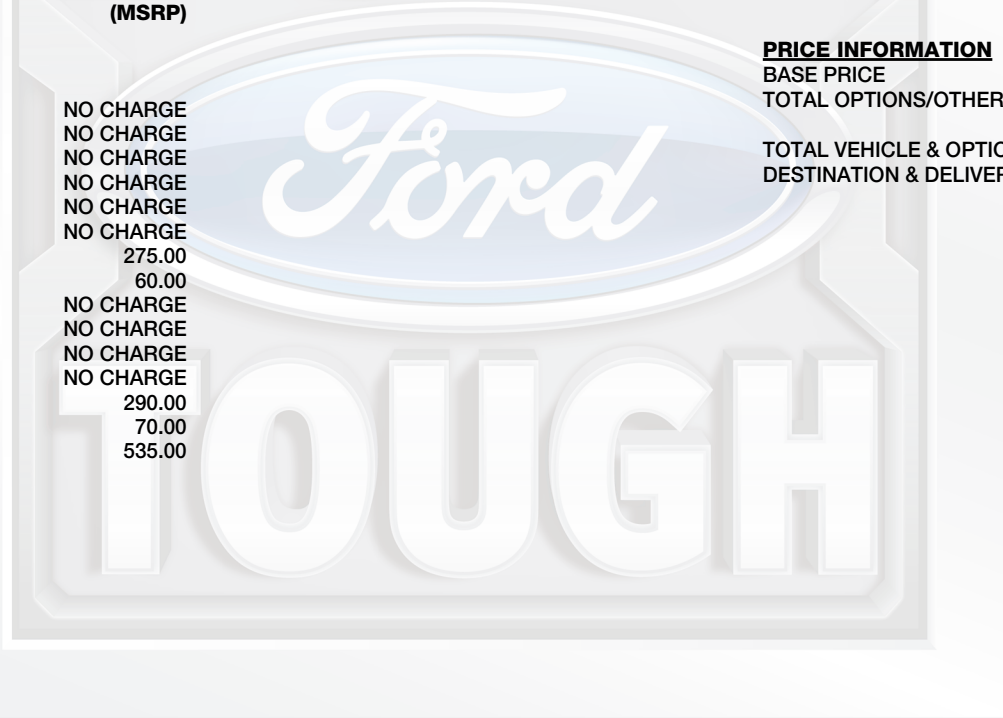 (MSRP)
NO CHARGE
NO CHARGE
NO CHARGE
NO CHARGE
NO CHARGE
NO CHARGE
275.00
60.00
NO CHARGE
NO CHARGE
NO CHARGE
NO CHARGE
290.00
70.00
535.00
PRICE INFORMATION
BASE PRICE
TOTAL OPTIONS/OTHER
TOTAL VEHICLE & OPTIO
DESTINATION & DELIVER
Ford
TOUGH